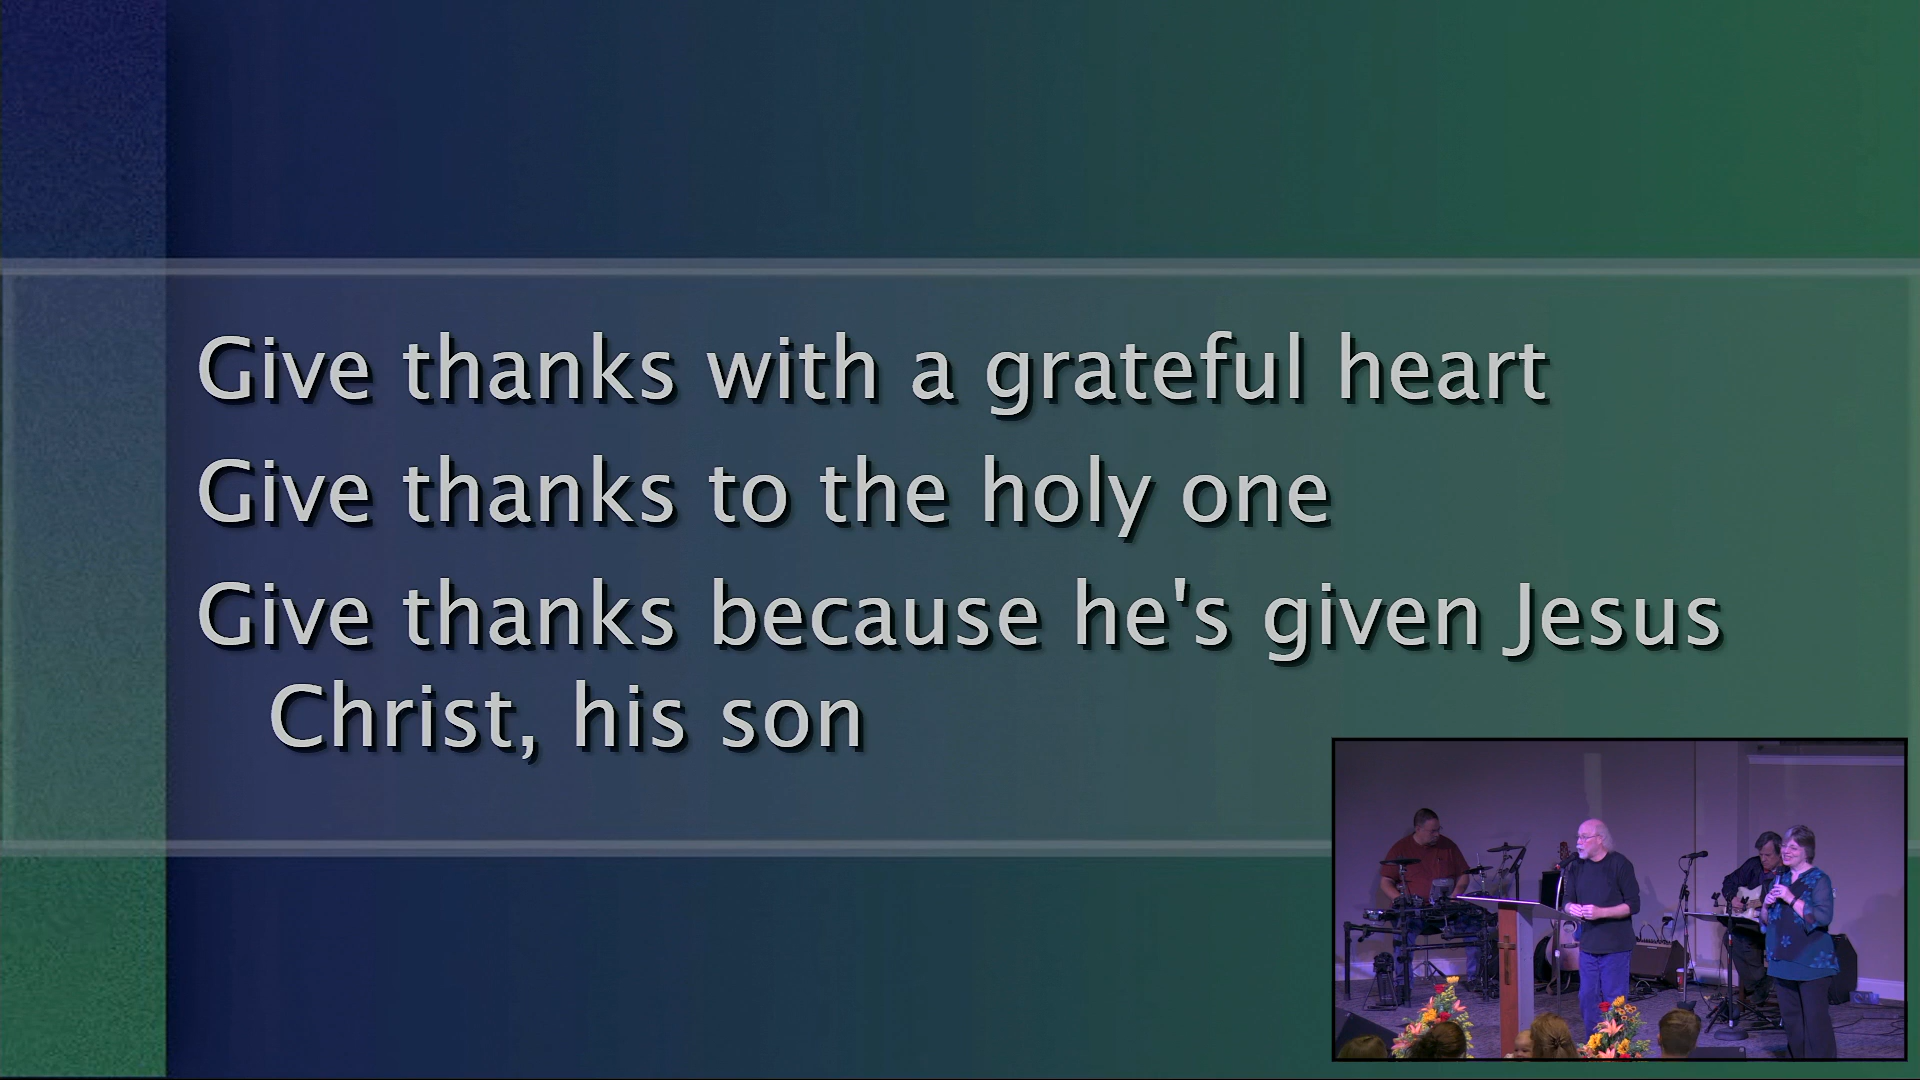 Give thanks with a grateful heart
Give thanks to the holy one
Give thanks because he's given Jesus
Christ, his son